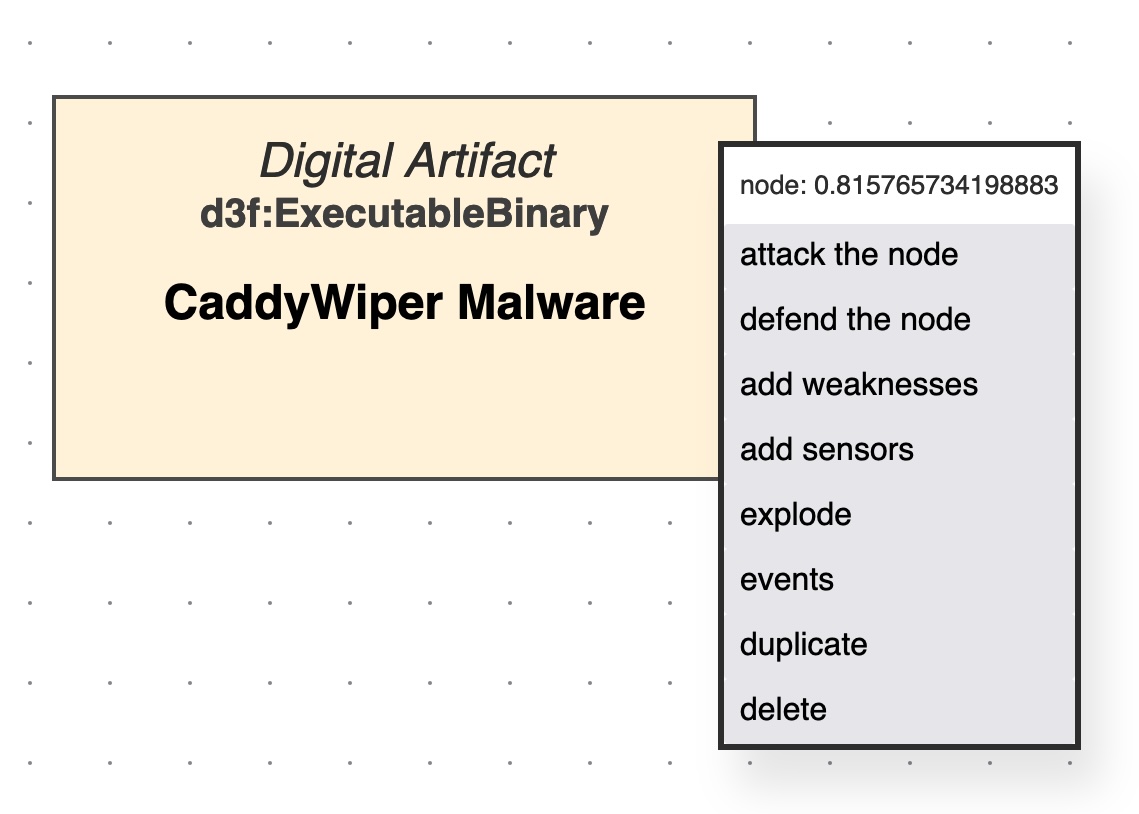 Digital Artifact
d3f:ExecutableBinary
CaddyWiper Malware
node: 0.815765734198883
attack the node
defend the node
add weaknesses
add sensors
explode
events
duplicate
delete